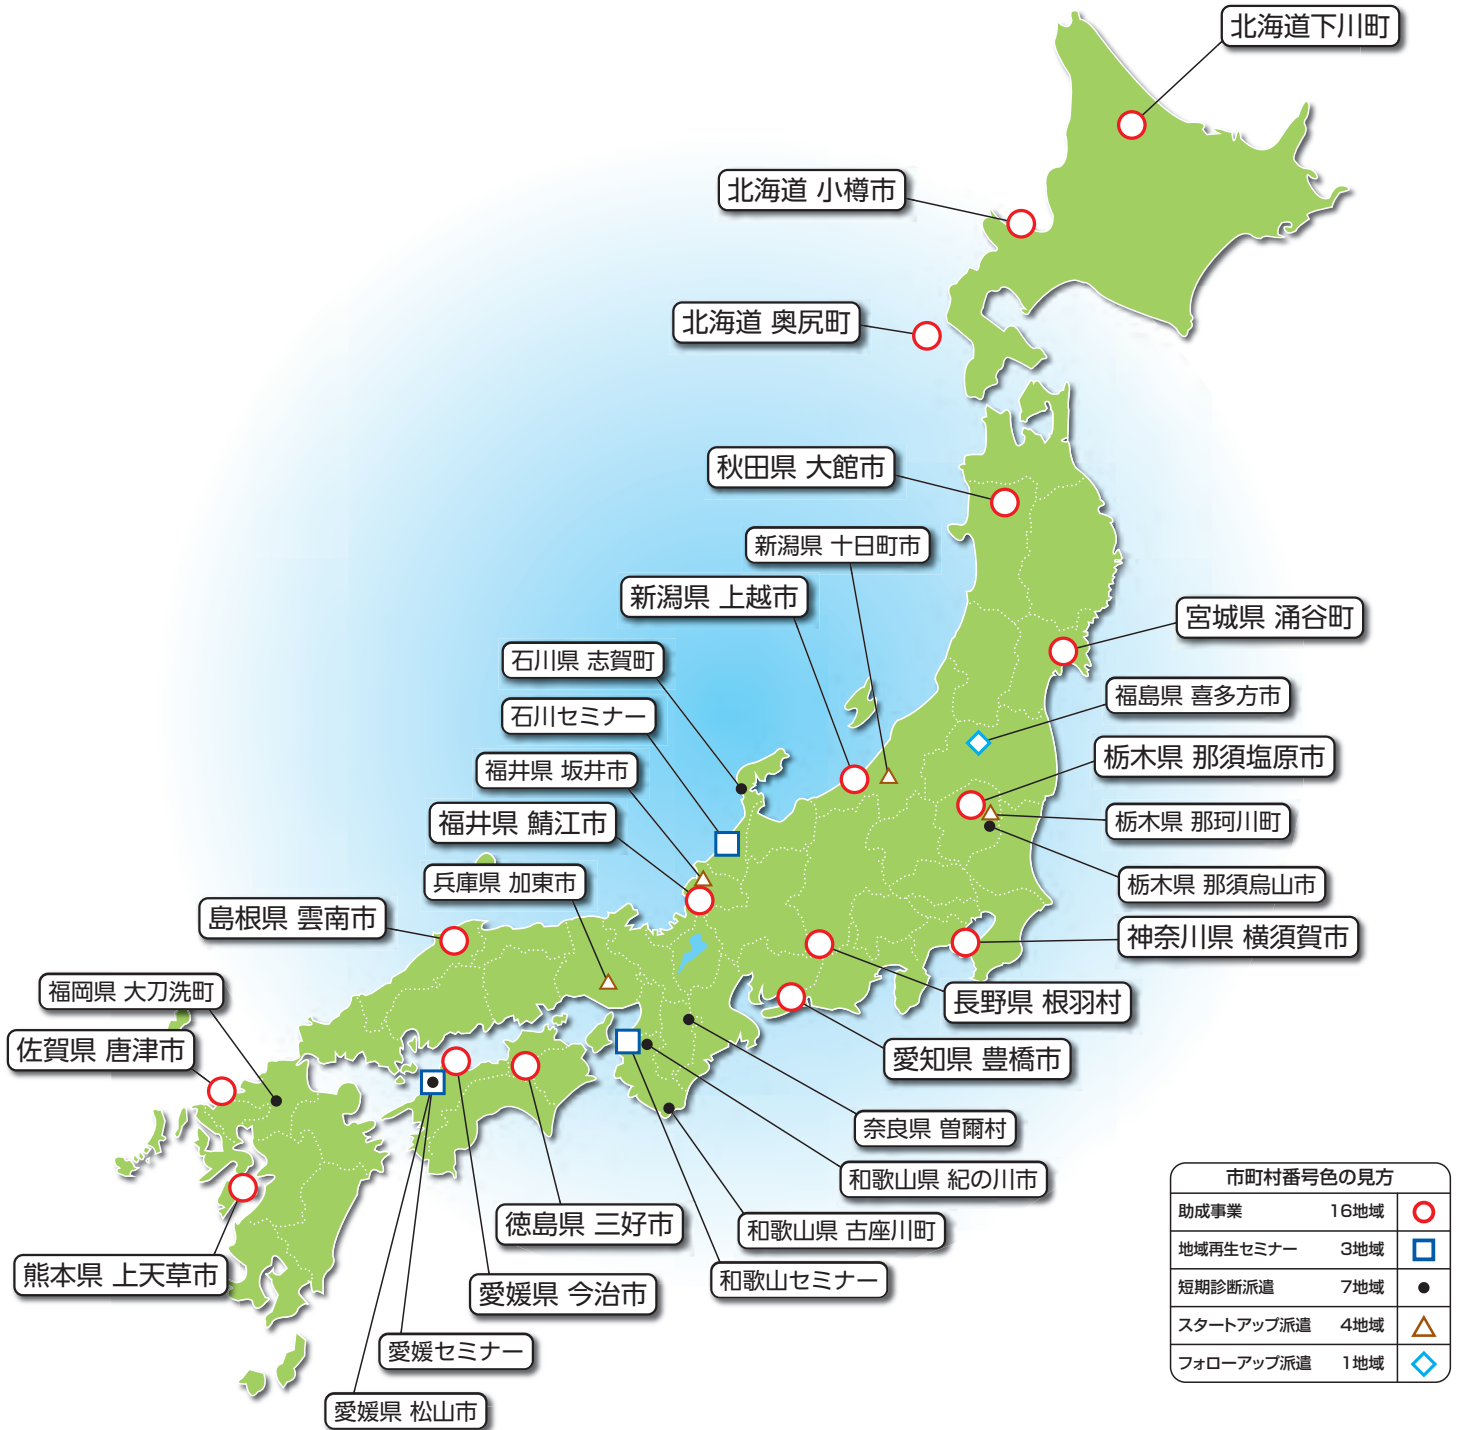 北海道下川町
北海道 小樽市
北海道 奥尻町
秋田県 大館市
新潟県 十日町市
新潟県 上越市
宮城県 涌谷町
石川県 志賀町
福島県 喜多方市
石川セミナー
栃木県 那須塩原市
福井県 坂井市
福井県 鯖江市
栃木県 那珂川町
兵庫県 加東市
栃木県 那須烏山市
島根県 雲南市
神奈川県 横須賀市
福岡県 大刀洗町
長野県 根羽村
佐賀県 唐津市
愛知県 豊橋市
奈良県 曽爾村
和歌山県 紀の川市
徳島県 三好市
和歌山県 古座川町
熊本県 上天草市
和歌山セミナー
愛媛県 今治市
愛媛セミナー
愛媛県 松山市
市町村番号色の見方
助成事業 16地域
地域再生セミナー 3地域
短期診断派遣 7地域
スタートアップ派遣 4地域
フォローアップ派遣 1地域